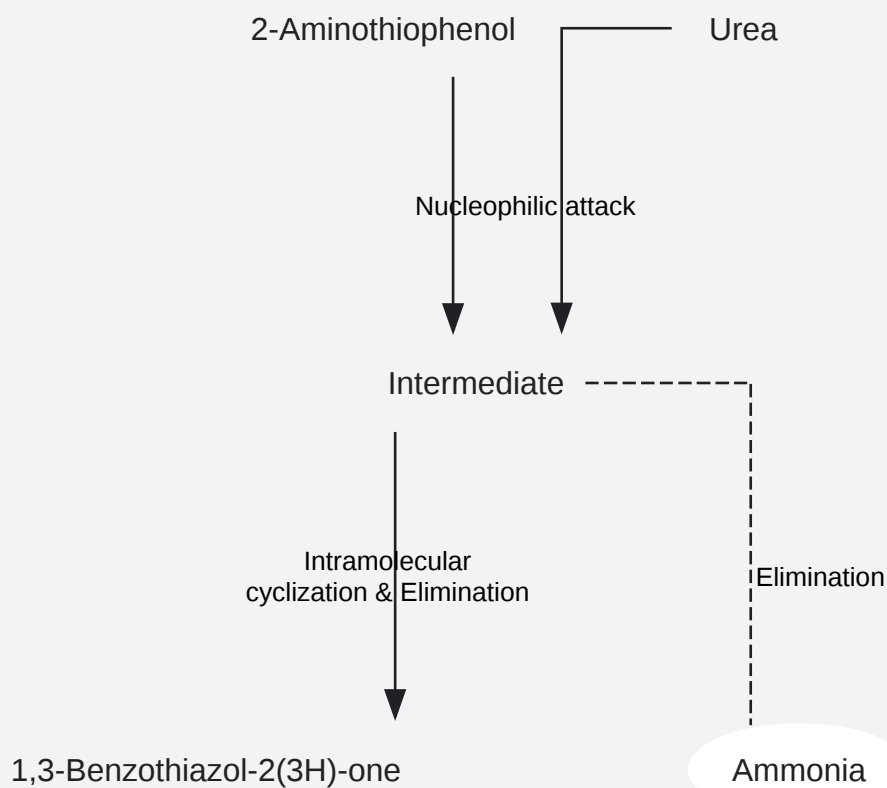 2-Aminothiophenol
Urea
Nucleophilic attack
Intermediate
Intramolecular
cyclization & Elimination
Elimination
1,3-Benzothiazol-2(3H)-one
Ammonia